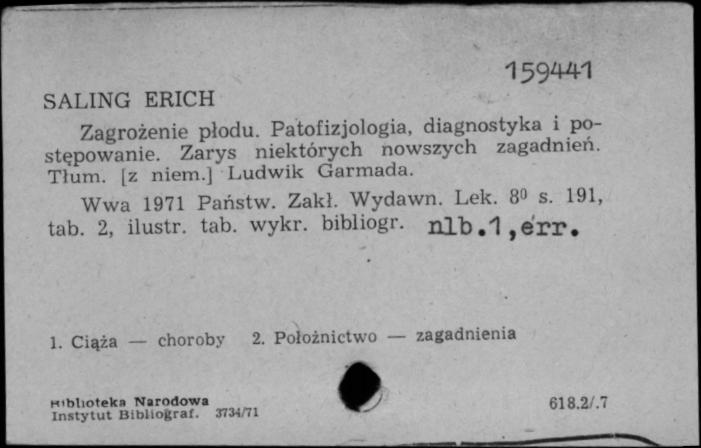 159441
SALING ERICH
Zagrożenie płodu. Patofizjologia, diagnostyka i po-
stępowanie. Zarys niektórych nowszych zagadnień.
Tłum. [z niem.] Ludwik Garmada.
Wwa 1971 Państw. Zakł. Wydawn. Lek. 8⁰ s. 191,
tab. 2, ilustr. tab. wykr. bibliogr. nlb.1,err.
1. Ciąża — choroby 2. Położnictwo — zagadnienia
Biblioteka Narodowa
Instytut Bibliograf. 3734/71
618.2/.7